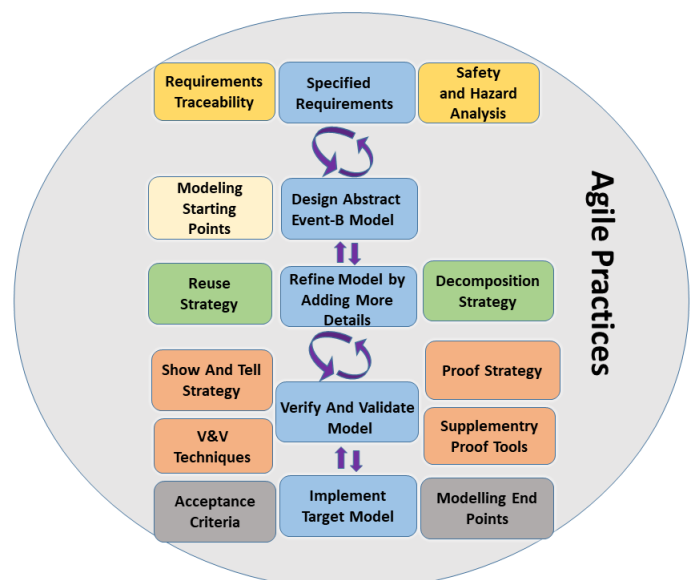 Requirements
Traceability
Specified
Requirements
Safety
and Hazard
Analysis
Modeling
Starting
Points
Design Abstract
Event-B Model
Agile Practices
Reuse
Strategy
Refine Model by
Adding More
Details
Decomposition
Strategy
Show And Tell
Strategy
Proof Strategy
Verify And Validate
Model
V&V
Techniques
Supplementry
Proof Tools
Acceptance
Criteria
Implement
Target Model
Modelling End
Points